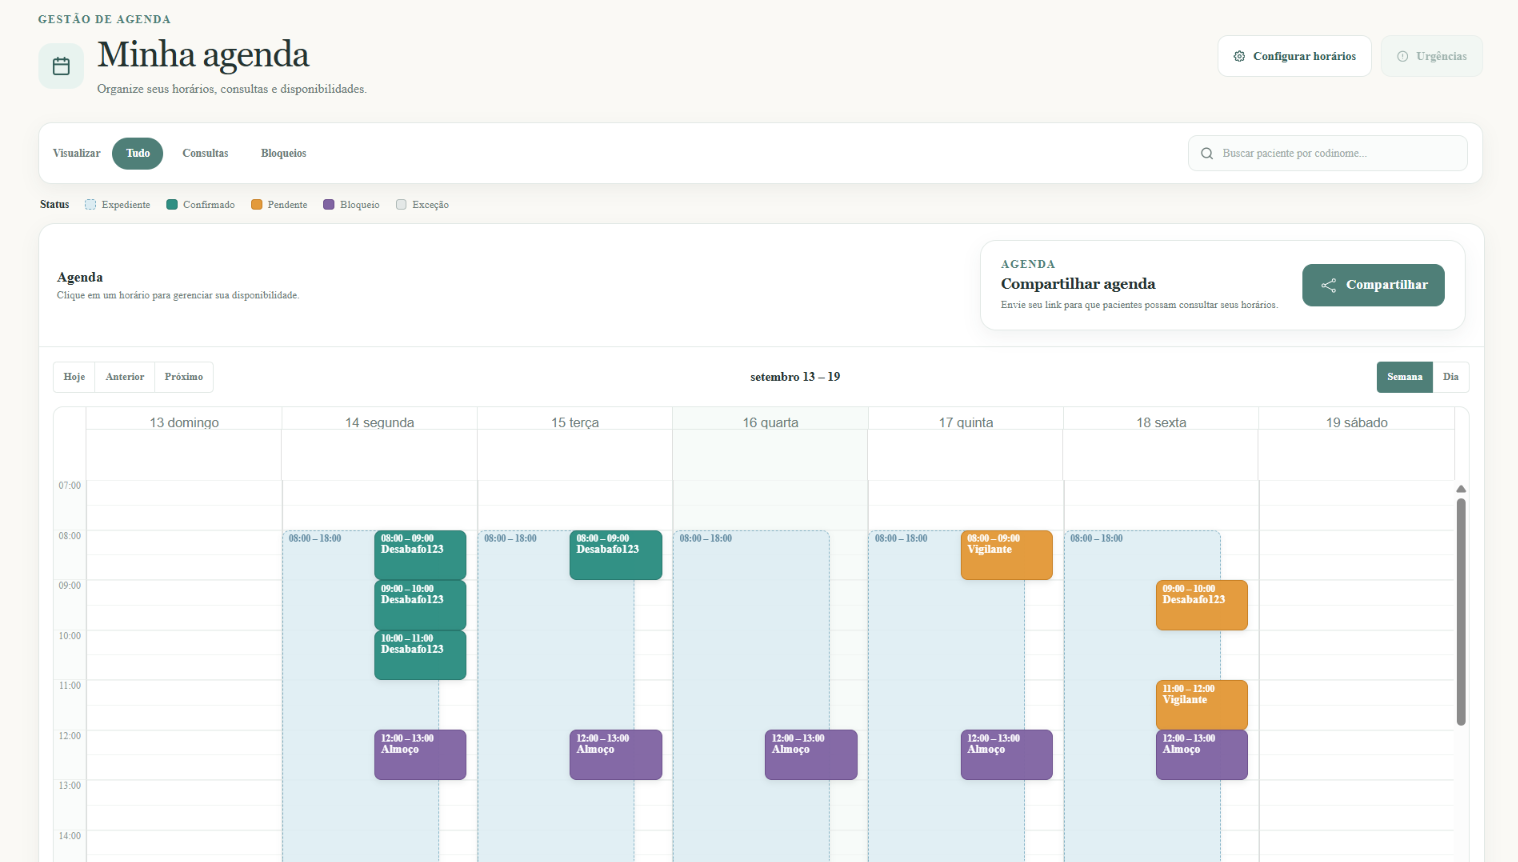 GESTÃO DE AGENDA
Minha agenda
Organize seus horários, consultas e disponibilidades.
Configurar horários
Urgências
Visualizar
Tudo
Consultas
Bloqueios
Buscar paciente por codinome...
Status
Expediente
Confirmado
Pendente
Bloqueio
Exceção
Agenda
Clique em um horário para gerenciar sua disponibilidade.
AGENDA
Compartilhar agenda
Envie seu link para que pacientes possam consultar seus horários.
Compartilhar
Hoje
Anterior
Próximo
setembro 13 – 19
Semana
Dia
13 domingo
14 segunda
15 terça
16 quarta
17 quinta
18 sexta
19 sábado
07:00
08:00
08:00 – 18:00
08:00 – 09:00
Desabafo123
08:00 – 18:00
08:00 – 09:00
Desabafo123
08:00 – 18:00
08:00 – 18:00
08:00 – 09:00
Vigilante
08:00 – 18:00
09:00
09:00 – 10:00
Desabafo123
09:00 – 10:00
Desabafo123
10:00
10:00 – 11:00
Desabafo123
11:00
11:00 – 12:00
Vigilante
12:00
12:00 – 13:00
Almoço
12:00 – 13:00
Almoço
12:00 – 13:00
Almoço
12:00 – 13:00
Almoço
12:00 – 13:00
Almoço
13:00
14:00